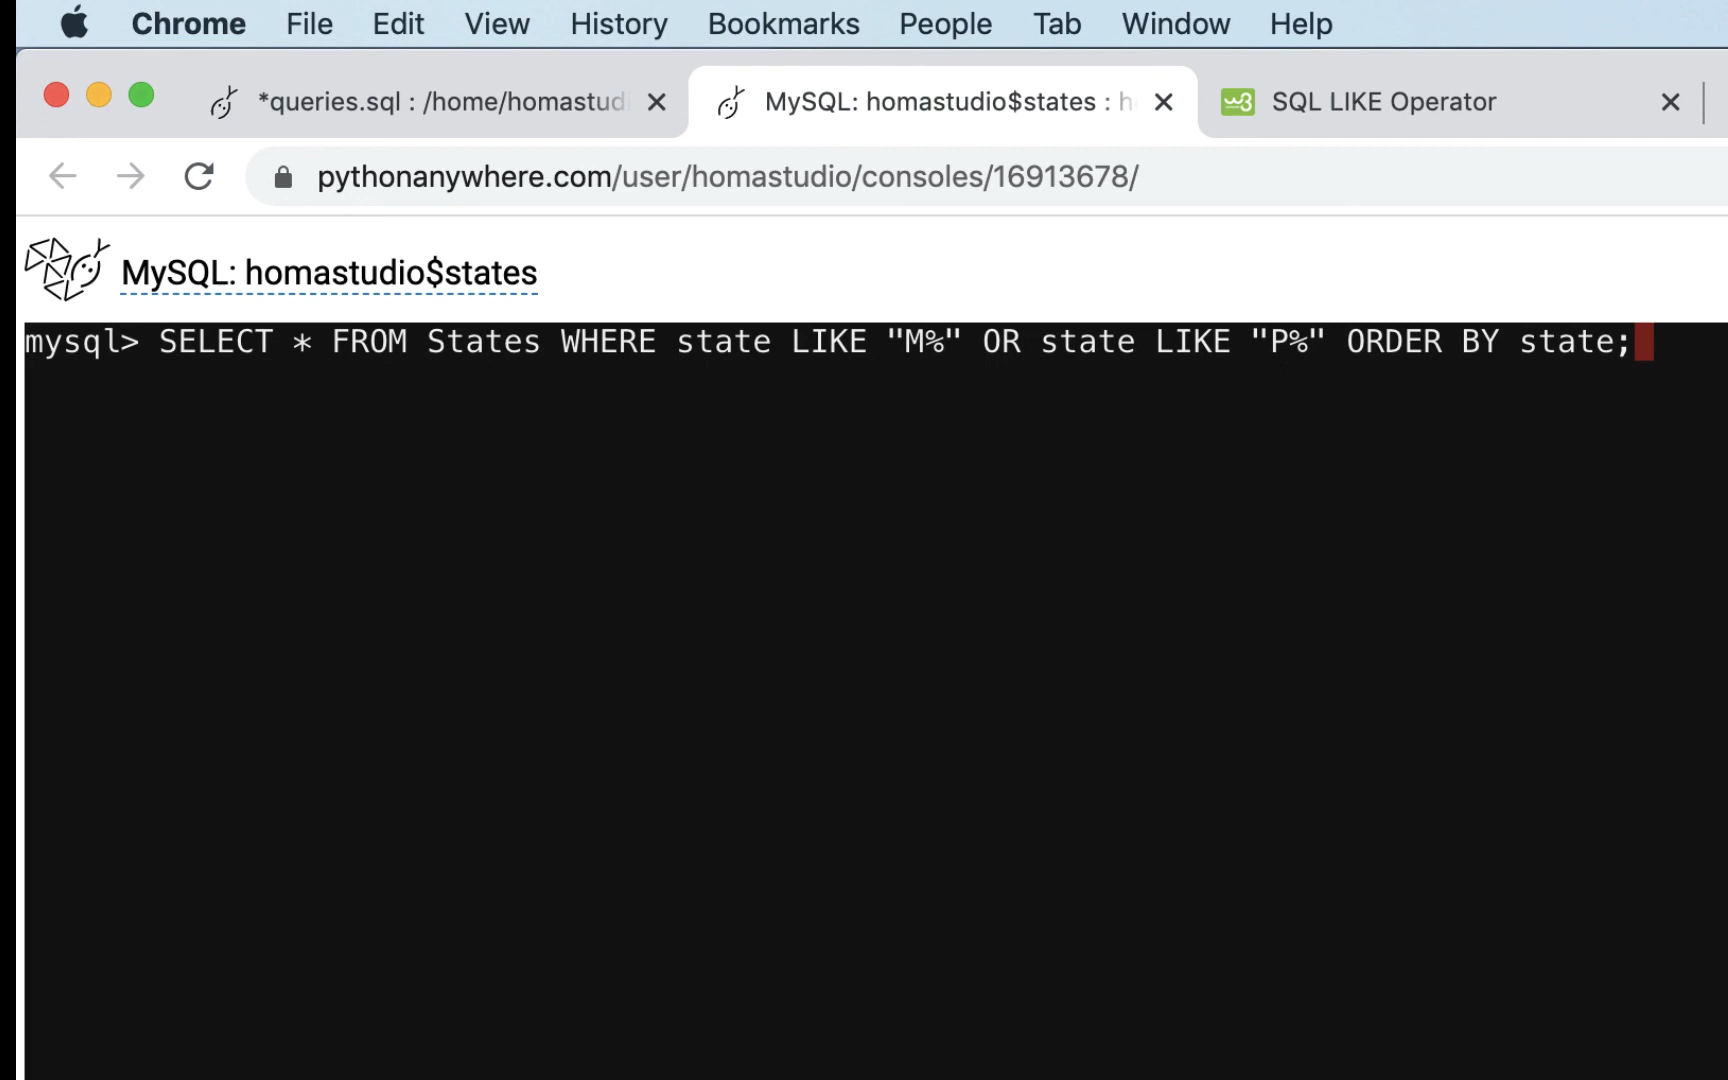 Chrome File Edit View History Bookmarks People Tab Window Help
*queries.sql : /home/homastud MySQL: homastudio$states : h SQL LIKE Operator
pythonanywhere.com/user/homastudio/consoles/16913678/
MySQL: homastudio$states
mysql> SELECT * FROM States WHERE state LIKE "M%" OR state LIKE "P%" ORDER BY state;